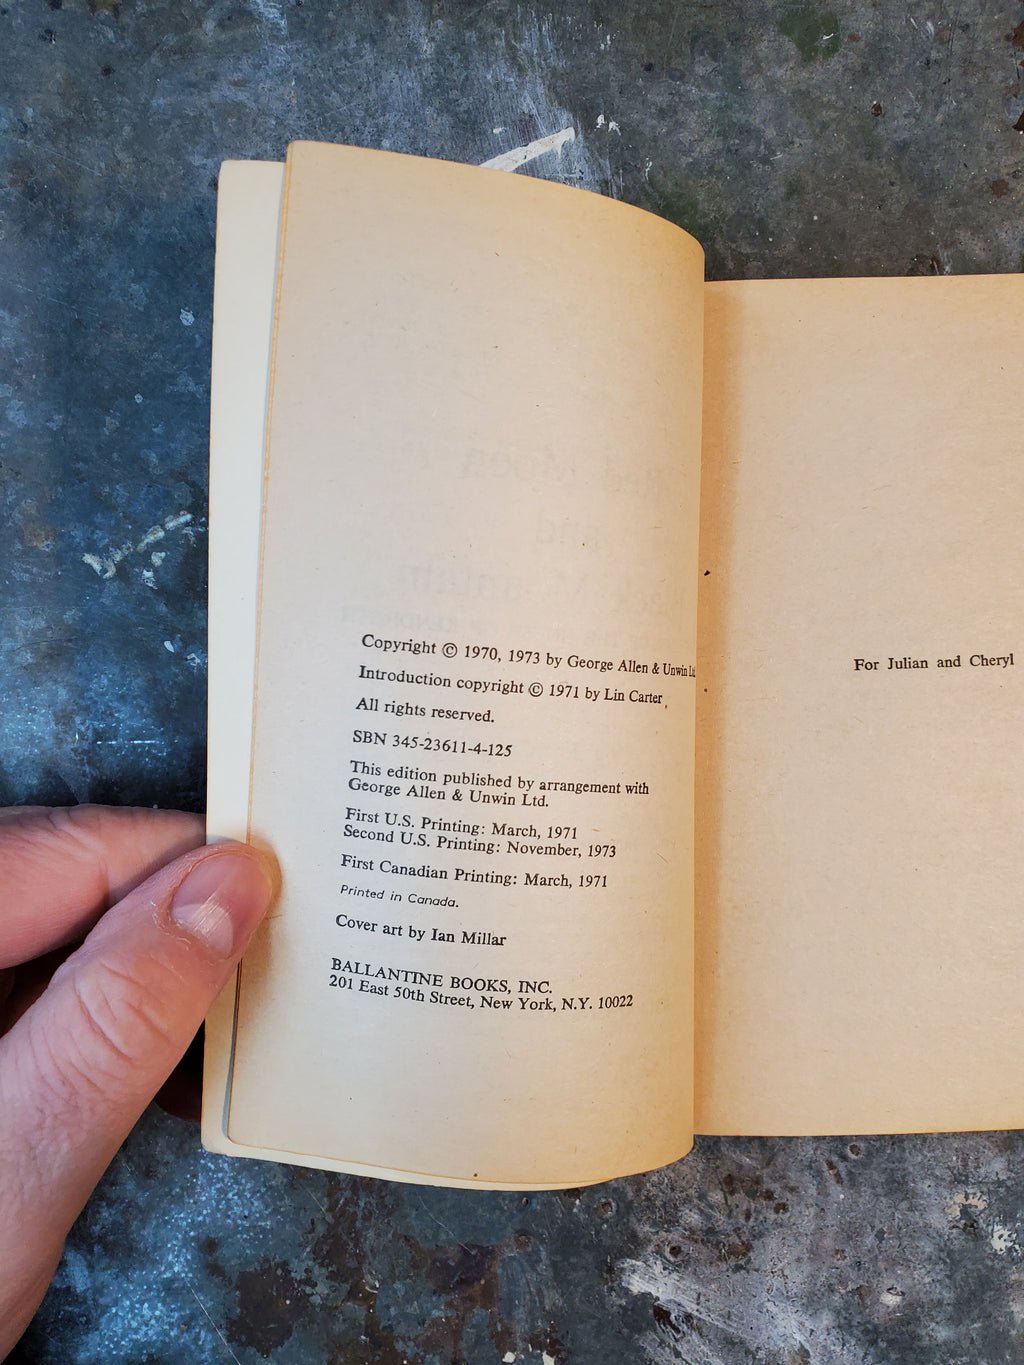 Copyright © 1970, 1973 by George Allen & Unwin Lt
Introduction copyright © 1971 by Lin Carter
All rights reserved.
SBN 345-23611-4-125
This edition published by arrangement with
George Allen & Unwin Ltd.
First U.S. Printing: March, 1971
Second U.S. Printing: November, 1973
First Canadian Printing: March, 1971
Printed in Canada.
Cover art by Ian Millar
BALLANTINE BOOKS, INC.
201 East 50th Street, New York, N.Y. 10022
For Julian and Cheryl